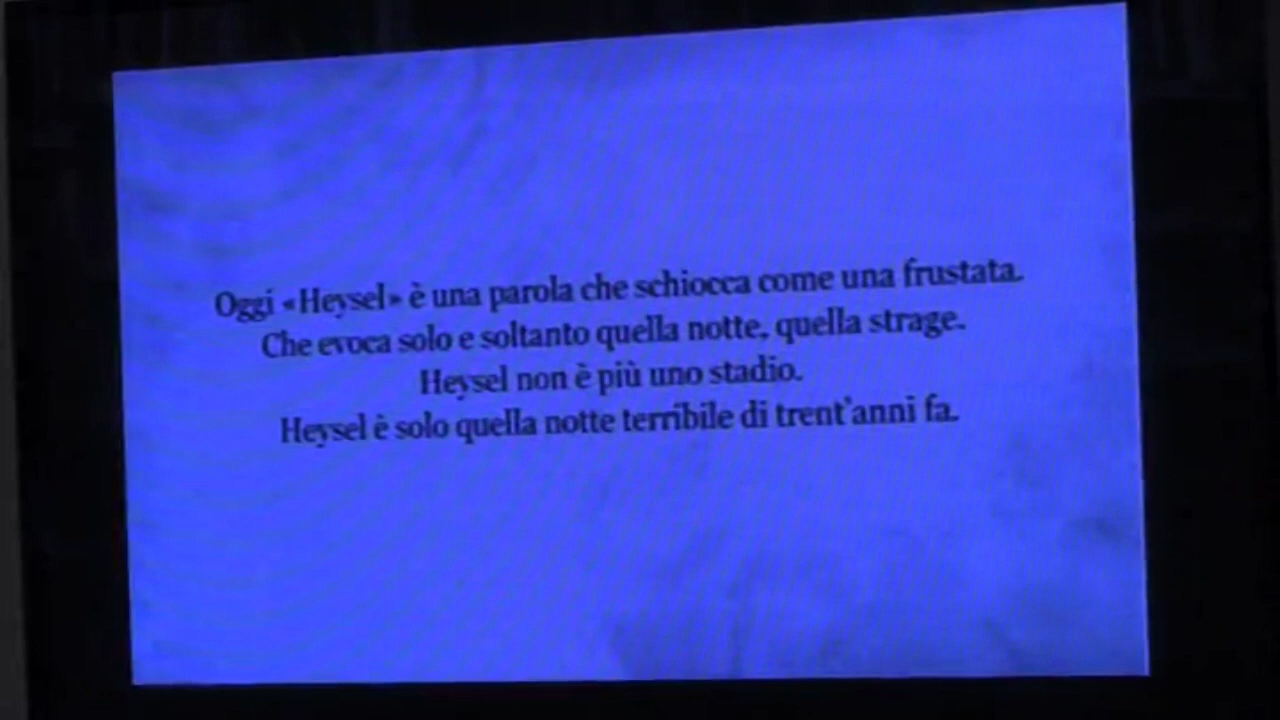 Oggi «Heysel» è una parola che schiocca come una frustata.
Che evoca solo e soltanto quella notte, quella strage.
Heysel non è più uno stadio.
Heysel è solo quella notte terribile di trent'anni fa.